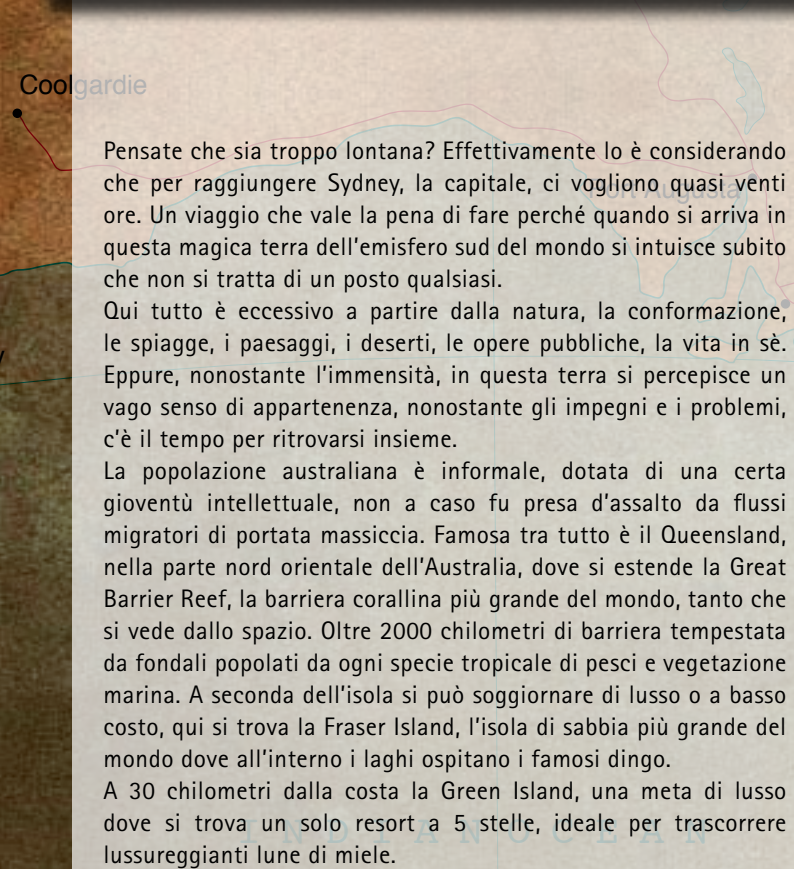 Coolgardie
Pensate che sia troppo lontana? Effettivamente lo è considerando
che per raggiungere Sydney, la capitale, ci vogliono quasi venti
ore. Un viaggio che vale la pena di fare perché quando si arriva in
questa magica terra dell'emisfero sud del mondo si intuisce subito
che non si tratta di un posto qualsiasi.
Qui tutto è eccessivo a partire dalla natura, la conformazione,
le spiagge, i paesaggi, i deserti, le opere pubbliche, la vita in sè.
Eppure, nonostante l'immensità, in questa terra si percepisce un
vago senso di appartenenza, nonostante gli impegni e i problemi,
c'è il tempo per ritrovarsi insieme.
La popolazione australiana è informale, dotata di una certa
gioventù intellettuale, non a caso fu presa d'assalto da flussi
migratori di portata massiccia. Famosa tra tutto è il Queensland,
nella parte nord orientale dell'Australia, dove si estende la Great
Barrier Reef, la barriera corallina più grande del mondo, tanto che
si vede dallo spazio. Oltre 2000 chilometri di barriera tempestata
da fondali popolati da ogni specie tropicale di pesci e vegetazione
marina. A seconda dell'isola si può soggiornare di lusso o a basso
costo, qui si trova la Fraser Island, l'isola di sabbia più grande del
mondo dove all'interno i laghi ospitano i famosi dingo.
A 30 chilometri dalla costa la Green Island, una meta di lusso
dove si trova un solo resort a 5 stelle, ideale per trascorrere
lussureggianti lune di miele.
Port Augusta
INDIAN OCEAN